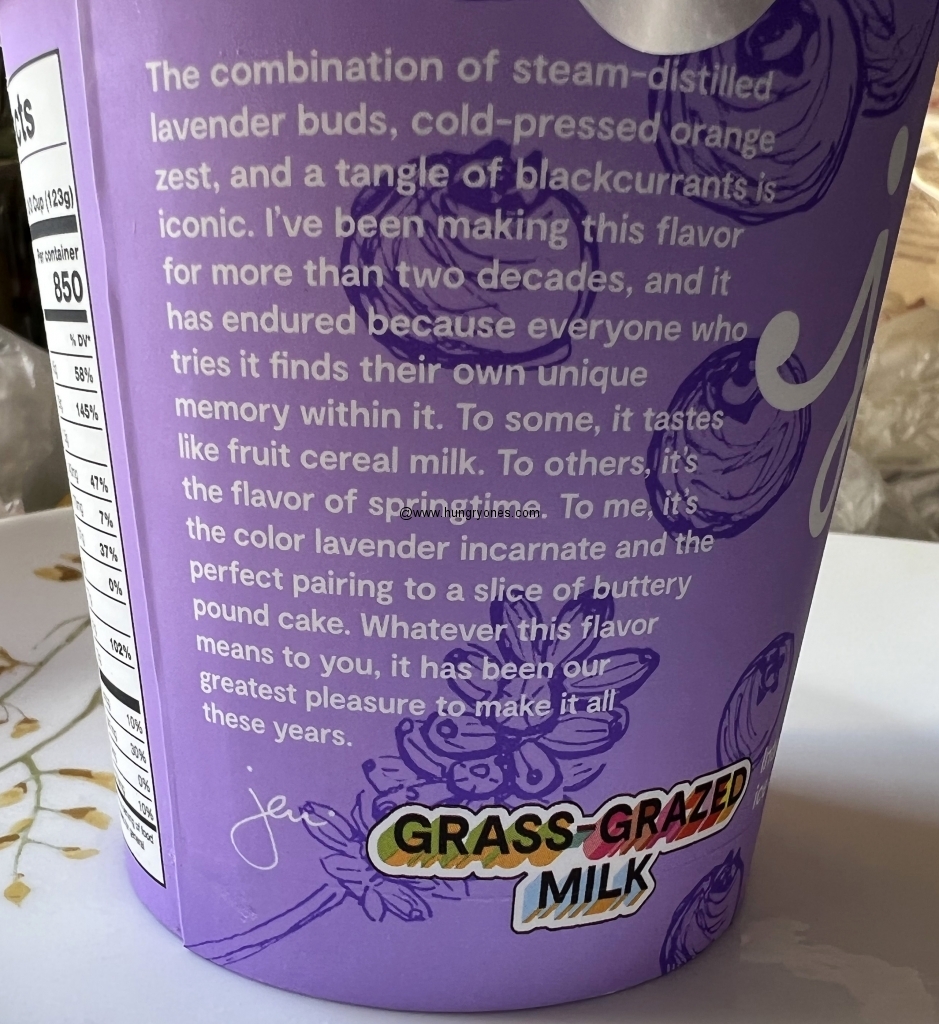 The combination of steam-distilled
lavender buds, cold-pressed orange
zest, and a tangle of blackcurrants is
iconic. I've been making this flavor
for more than two decades, and it
has endured because everyone who
tries it finds their own unique
memory within it. To some, it tastes
like fruit cereal milk. To others, it's
the flavor of springtime. To me, it's
the color lavender incarnate and the
perfect pairing to a slice of buttery
pound cake. Whatever this flavor
means to you, it has been our
greatest pleasure to make it all
these years.
jeni
GRASS-GRAZED
MILK
@www.hungryones.com
Cup (123g)
Per container
850
% DV*
58%
145%
47%
7%
37%
0%
102%
10%
30%
0%
10%
general